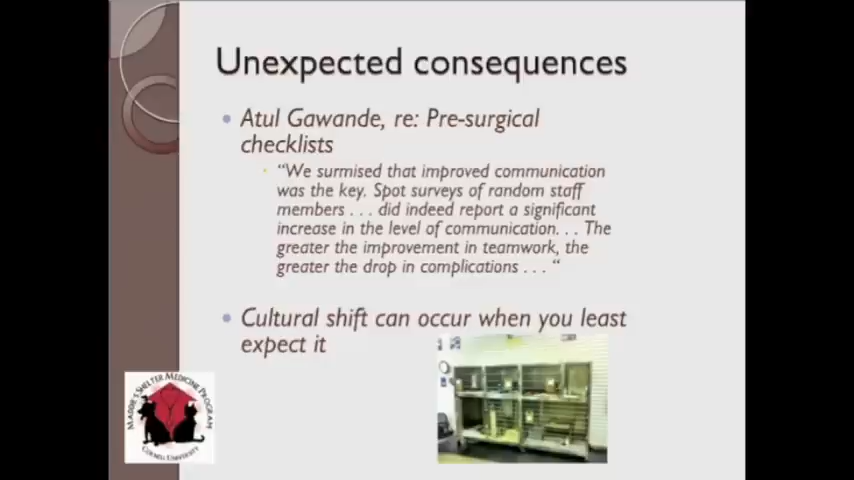 Unexpected consequences
Atul Gawande, re: Pre-surgical
checklists
“We surmised that improved communication
was the key. Spot surveys of random staff
members . . . did indeed report a significant
increase in the level of communication. . . The
greater the improvement in teamwork, the
greater the drop in complications . . . “
Cultural shift can occur when you least
expect it
MADDIE'S SHELTER MEDICINE PROGRAM
CORNELL UNIVERSITY